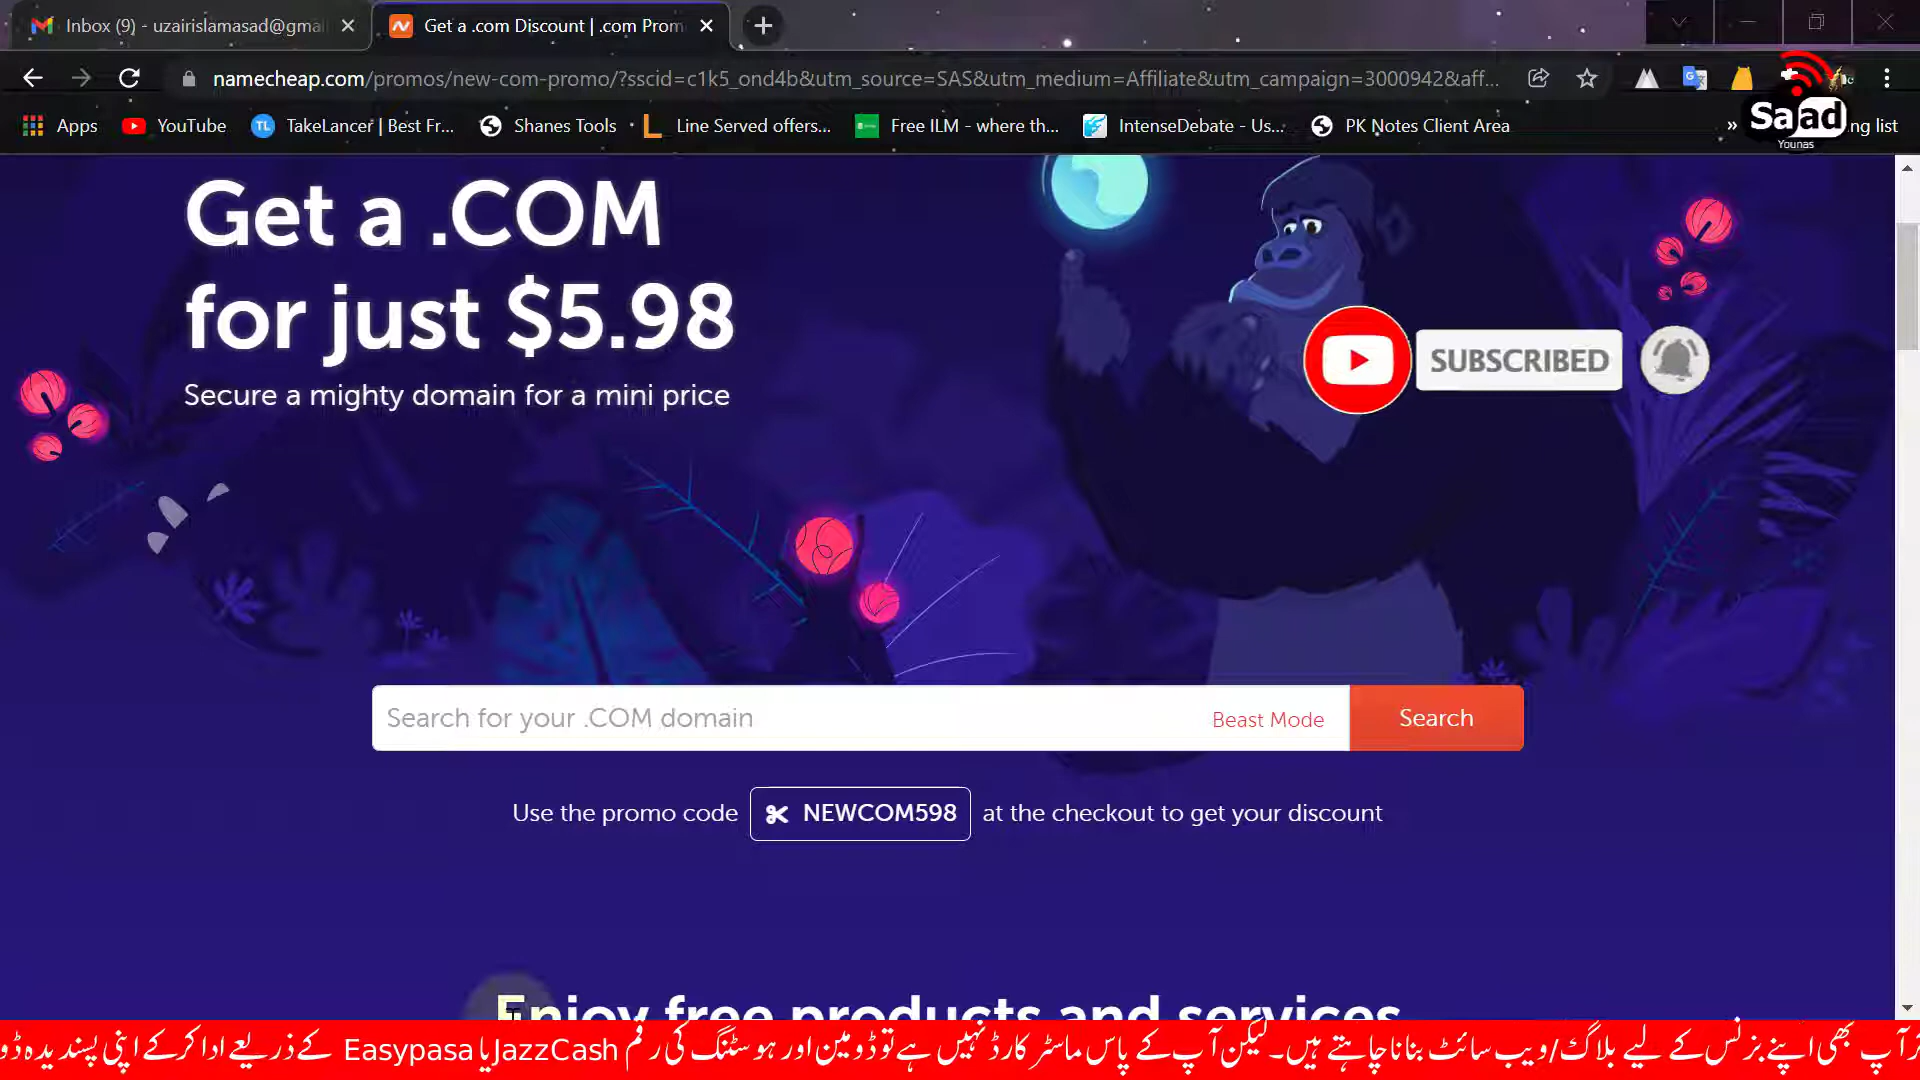 Inbox (9) - uzairislamasad@gmai
Get a .com Discount | .com Prom
namecheap.com/promos/new-com-promo/?sscid=c1k5_ond4b&utm_source=SAS&utm_medium=Affiliate&utm_campaign=3000942&aff...
Apps
YouTube
TL
TakeLancer | Best Fr...
Shanes Tools
Line Served offers...
Free ILM - where th...
IntenseDebate - Us...
PK Notes Client Area
»
ng list
Saad
Younas
Get a .COM
for just $5.98
Secure a mighty domain for a mini price
SUBSCRIBED
Search for your .COM domain
Beast Mode
Search
Use the promo code NEWCOM598 at the checkout to get your discount
Enjoy free products and services
آپ بھی اپنے بزنس کے لیے بلاگ/ویب سائٹ بنانا چاہتے ہیں۔ لیکن آپ کے پاس ماسٹر کارڈ نہیں ہے تو ڈومین اور ہوسٹنگ کی رقم JazzCash یا Easypasa کے ذریعے ادا کر کے اپنی پسندیدہ ڈو